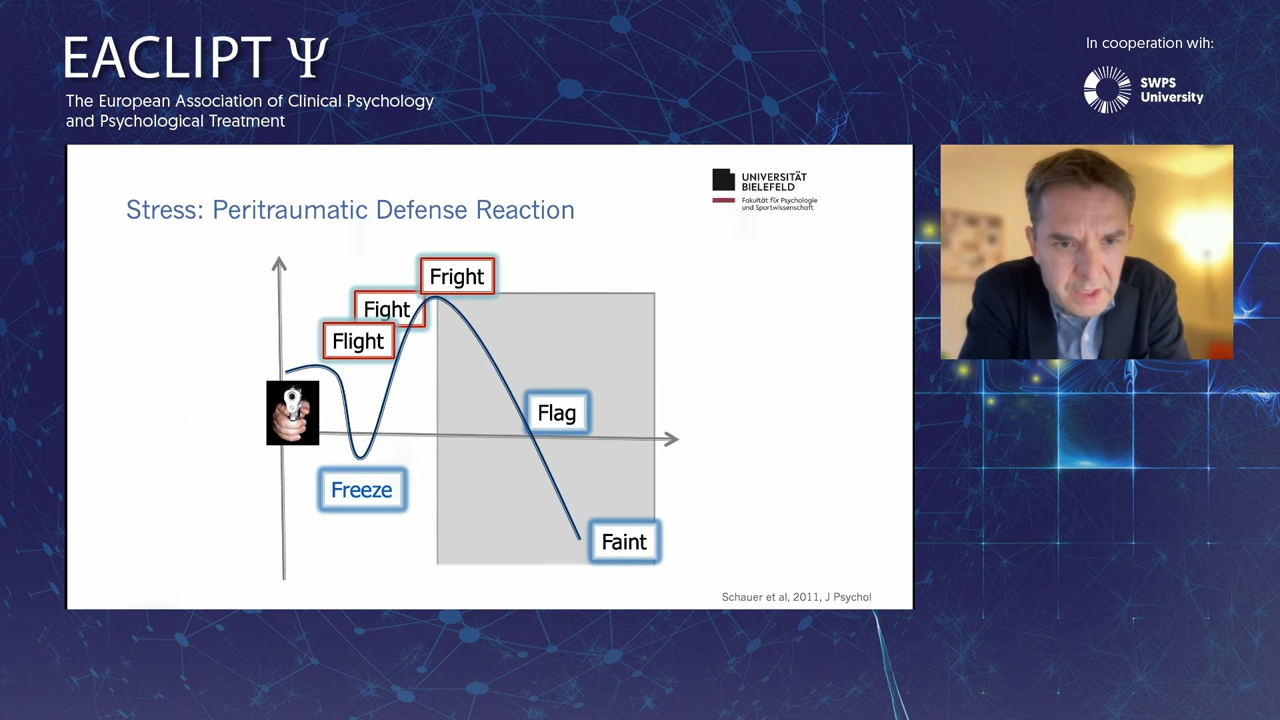 EACLIPT Ψ
The European Association of Clinical Psychology
and Psychological Treatment
In cooperation wih:
SWPS
University
UNIVERSITÄT
BIELEFELD
Fakultät für Psychologie
und Sportwissenschaft
Stress: Peritraumatic Defense Reaction
Fright
Fight
Flight
Flag
Freeze
Faint
Schauer et al, 2011, J Psychol